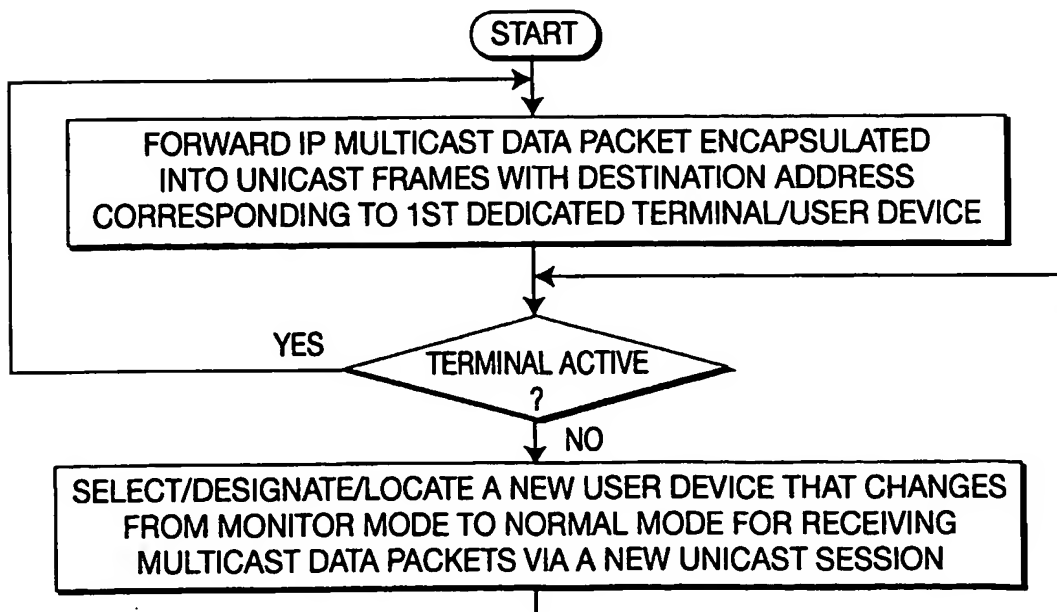 START
FORWARD IP MULTICAST DATA PACKET ENCAPSULATED
INTO UNICAST FRAMES WITH DESTINATION ADDRESS
CORRESPONDING TO 1ST DEDICATED TERMINAL/USER DEVICE
YES
TERMINAL ACTIVE
?
NO
SELECT/DESIGNATE/LOCATE A NEW USER DEVICE THAT CHANGES
FROM MONITOR MODE TO NORMAL MODE FOR RECEIVING
MULTICAST DATA PACKETS VIA A NEW UNICAST SESSION